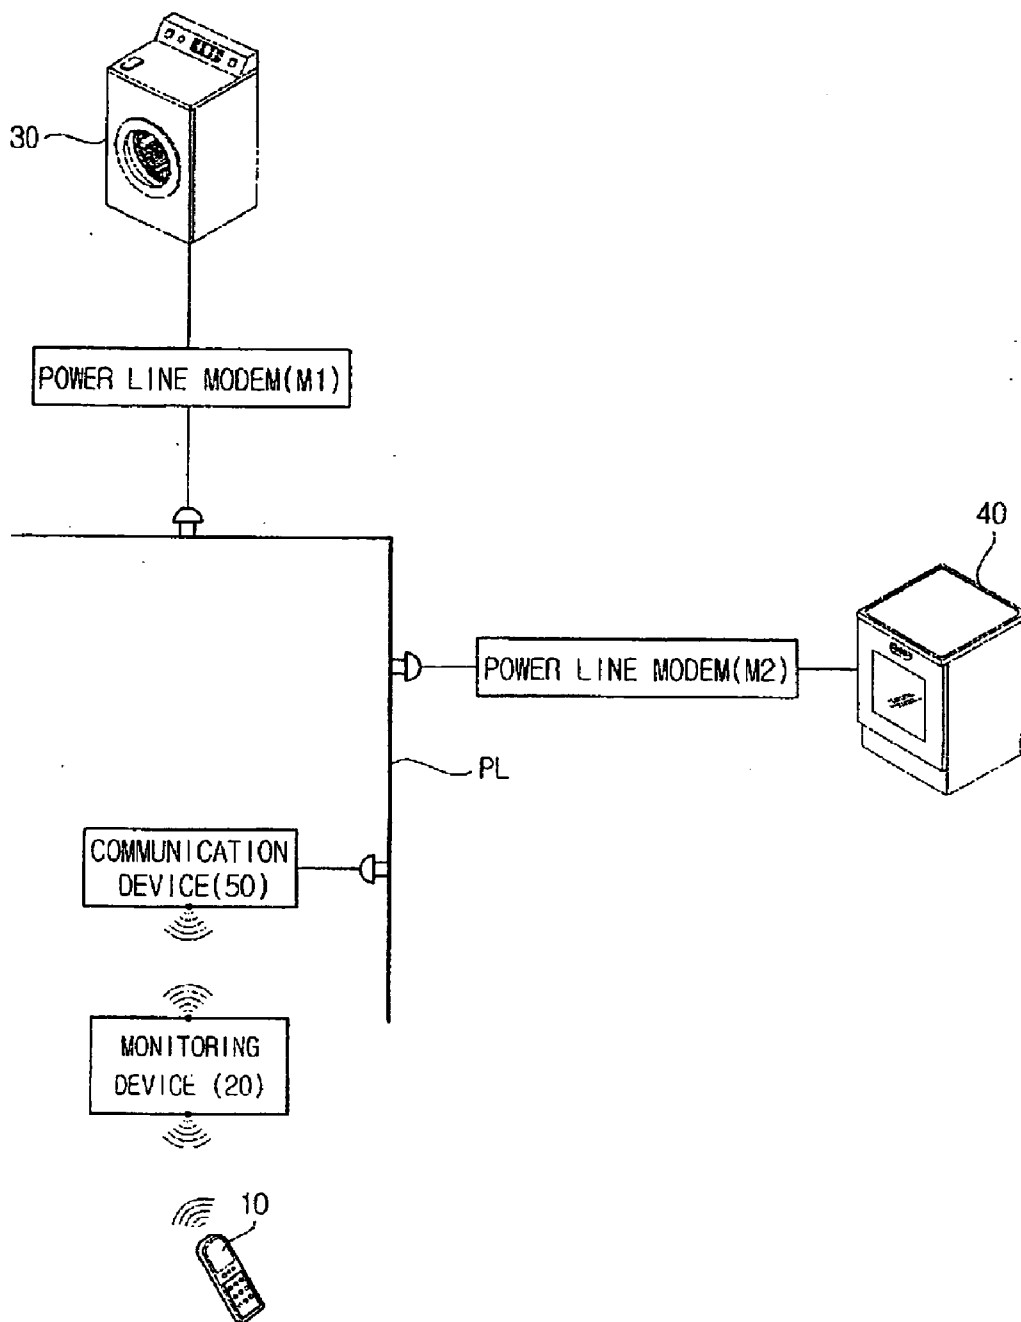 30
POWER LINE MODEM(M1)
40
POWER LINE MODEM(M2)
PL
COMMUNICATION
DEVICE(50)
MONITORING
DEVICE (20)
10